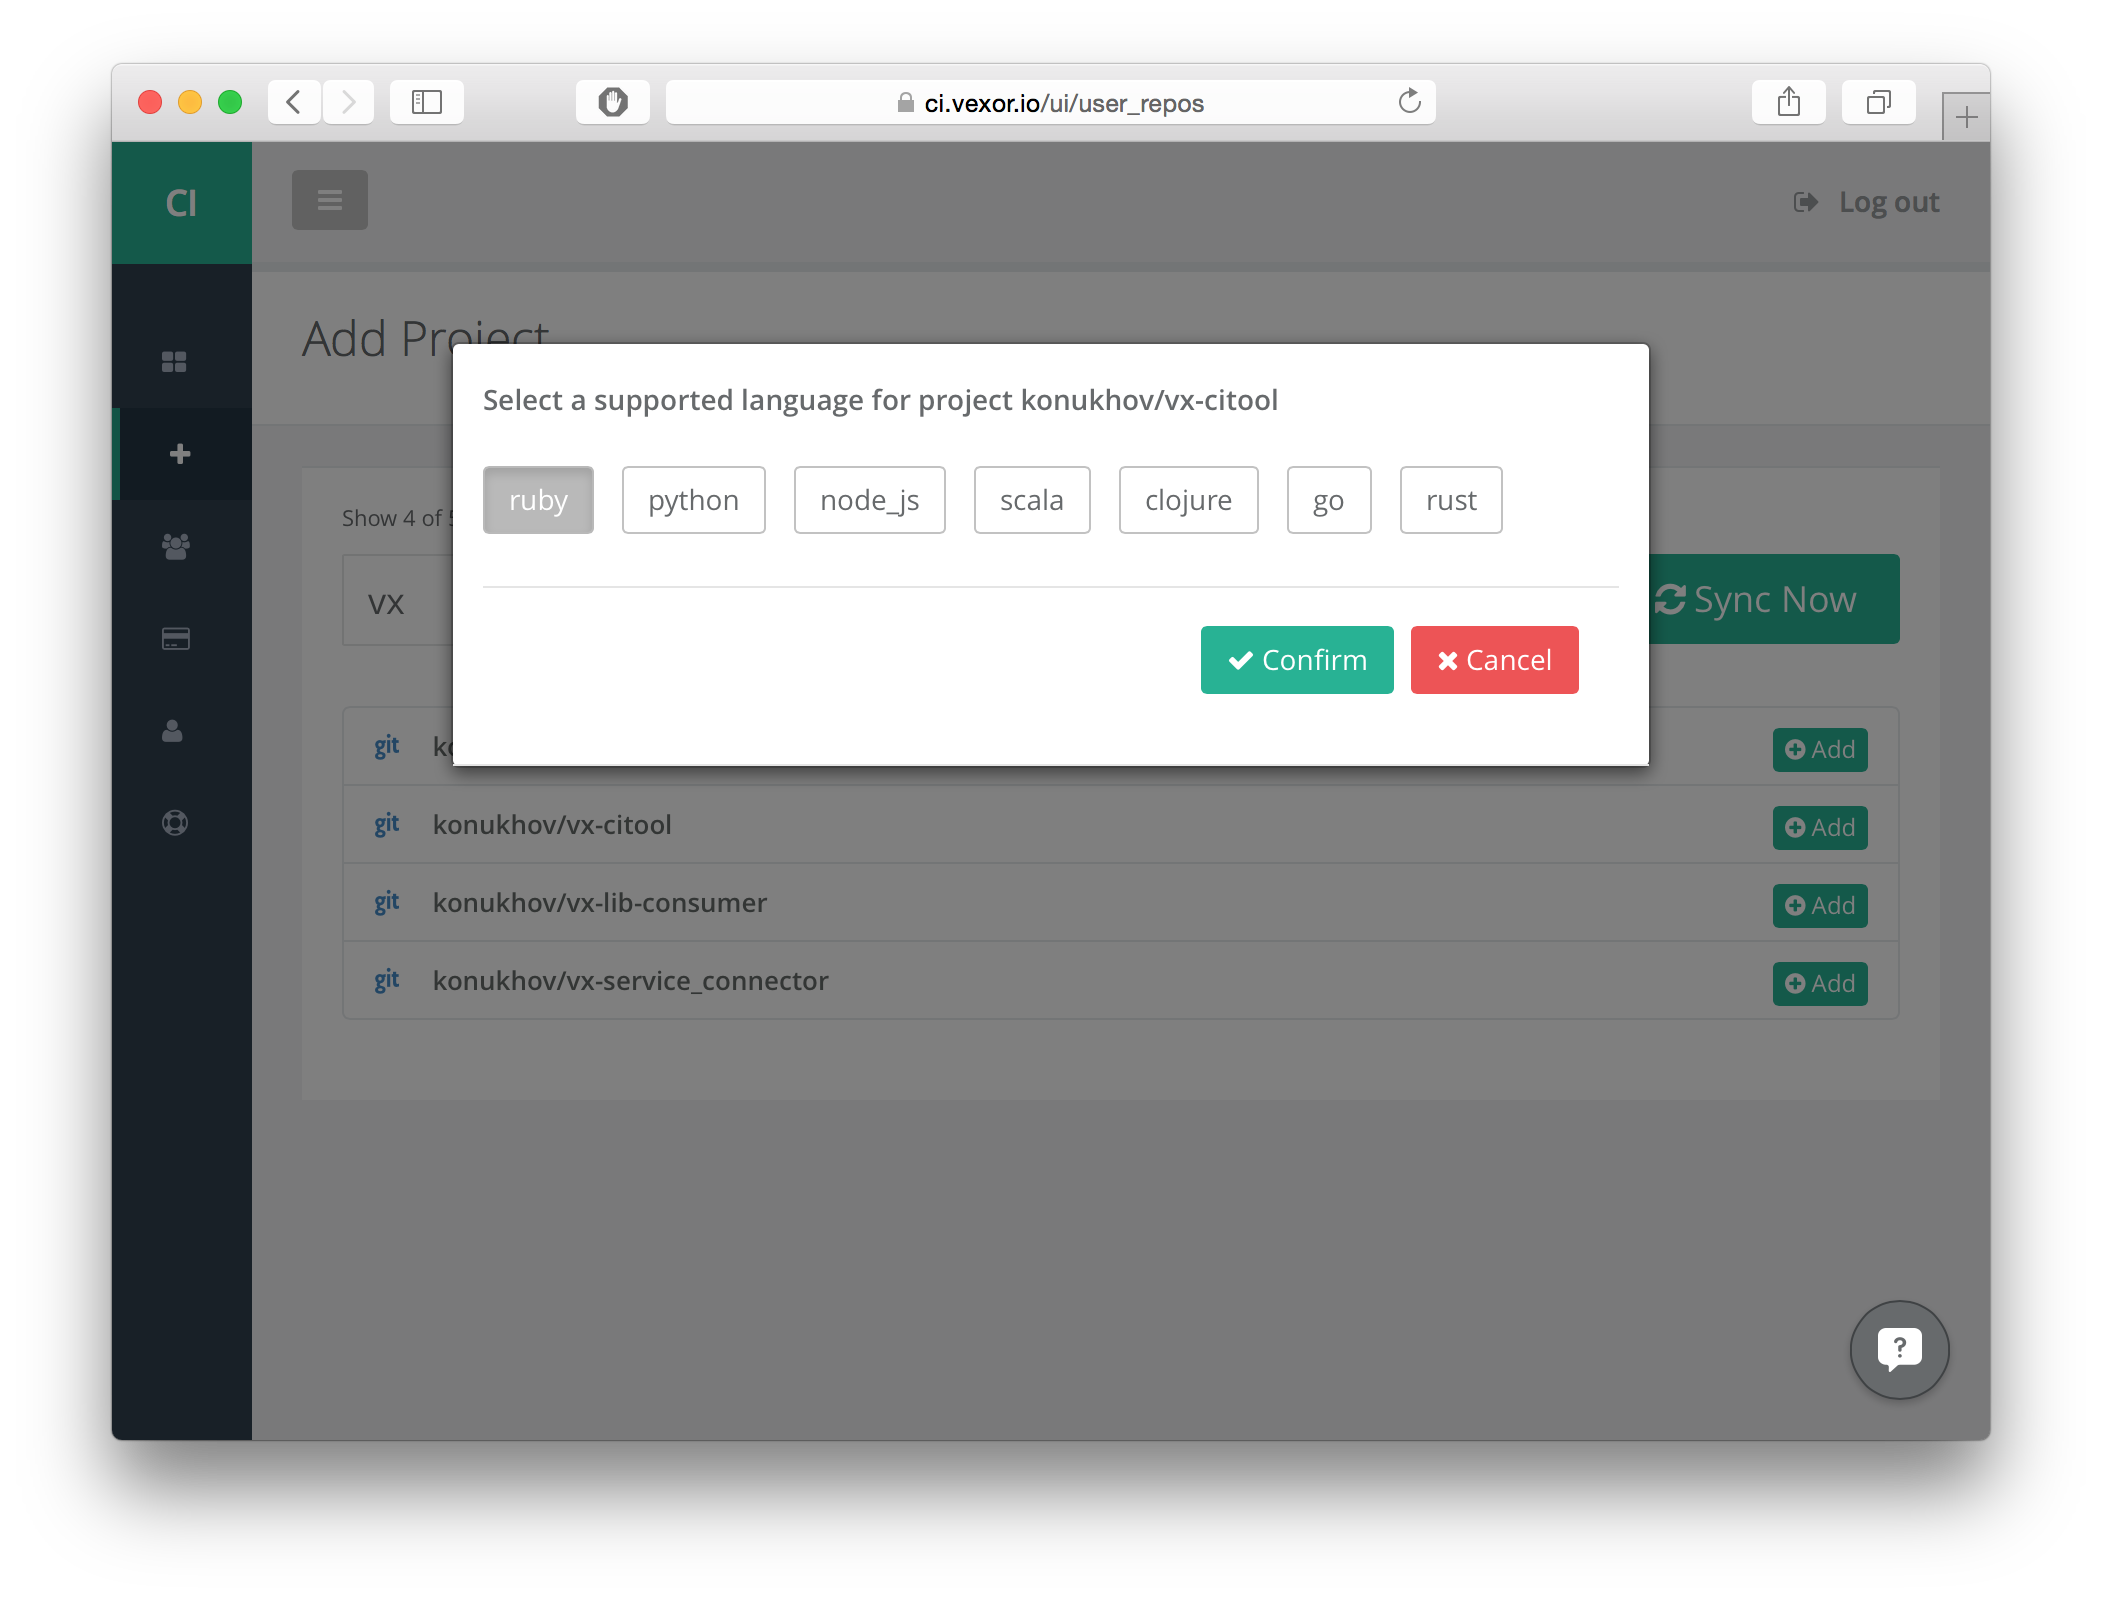 ci.vexor.io/ui/user_repos
CI
Log out
Add Project
Select a supported language for project konukhov/vx-citool
ruby python node_js scala clojure go rust
Show 4 of
vx
Sync Now
Confirm Cancel
git Add
git konukhov/vx-citool Add
git konukhov/vx-lib-consumer Add
git konukhov/vx-service_connector Add
?